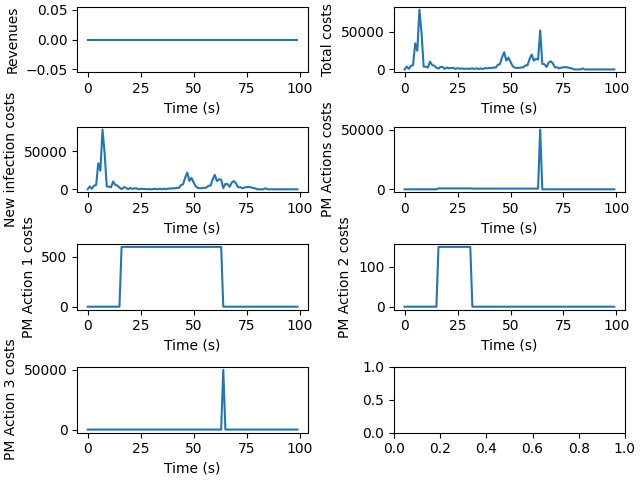 Revenues
0.05
0.00
−0.05
0 25 50 75 100
Time (s)
Total costs
50000
0
0 25 50 75 100
Time (s)
New infection costs
50000
0
0 25 50 75 100
Time (s)
PM Actions costs
50000
0
0 25 50 75 100
Time (s)
PM Action 1 costs
500
0
0 25 50 75 100
Time (s)
PM Action 2 costs
100
0
0 25 50 75 100
Time (s)
PM Action 3 costs
50000
0
0 25 50 75 100
Time (s)
1.0
0.5
0.0
0.0 0.2 0.4 0.6 0.8 1.0